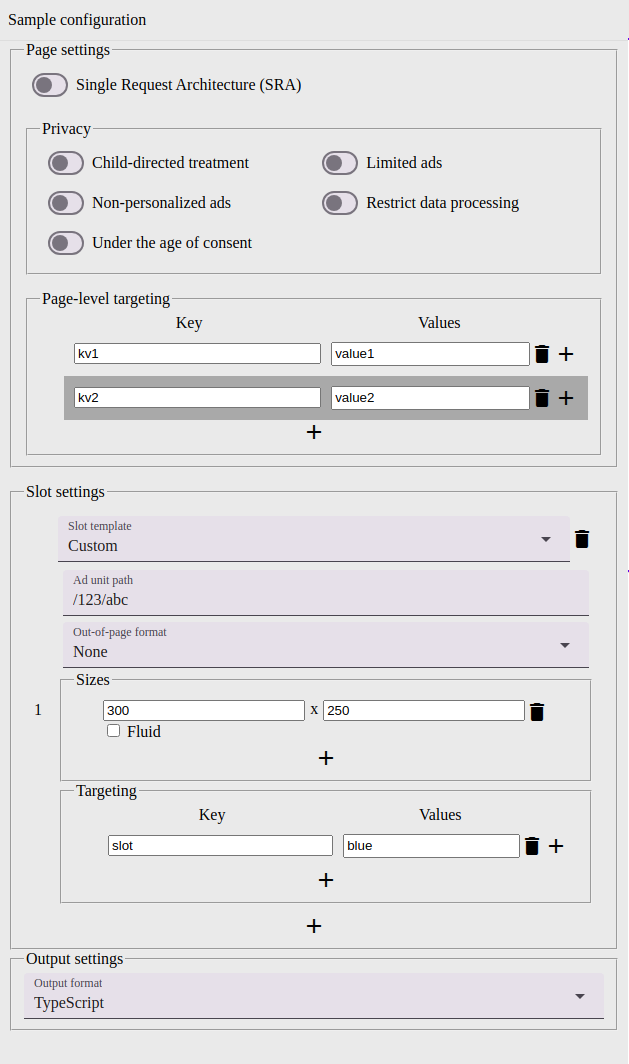 Sample configuration
Page settings
Single Request Architecture (SRA)
Privacy
Child-directed treatment Limited ads
Non-personalized ads Restrict data processing
Under the age of consent
Page-level targeting
Key Values
kv1 value1
kv2 value2
Slot settings
Slot template
Custom
Ad unit path
/123/abc
Out-of-page format
None
Sizes
1 300 x 250
Fluid
Targeting
Key Values
slot blue
Output settings
Output format
TypeScript